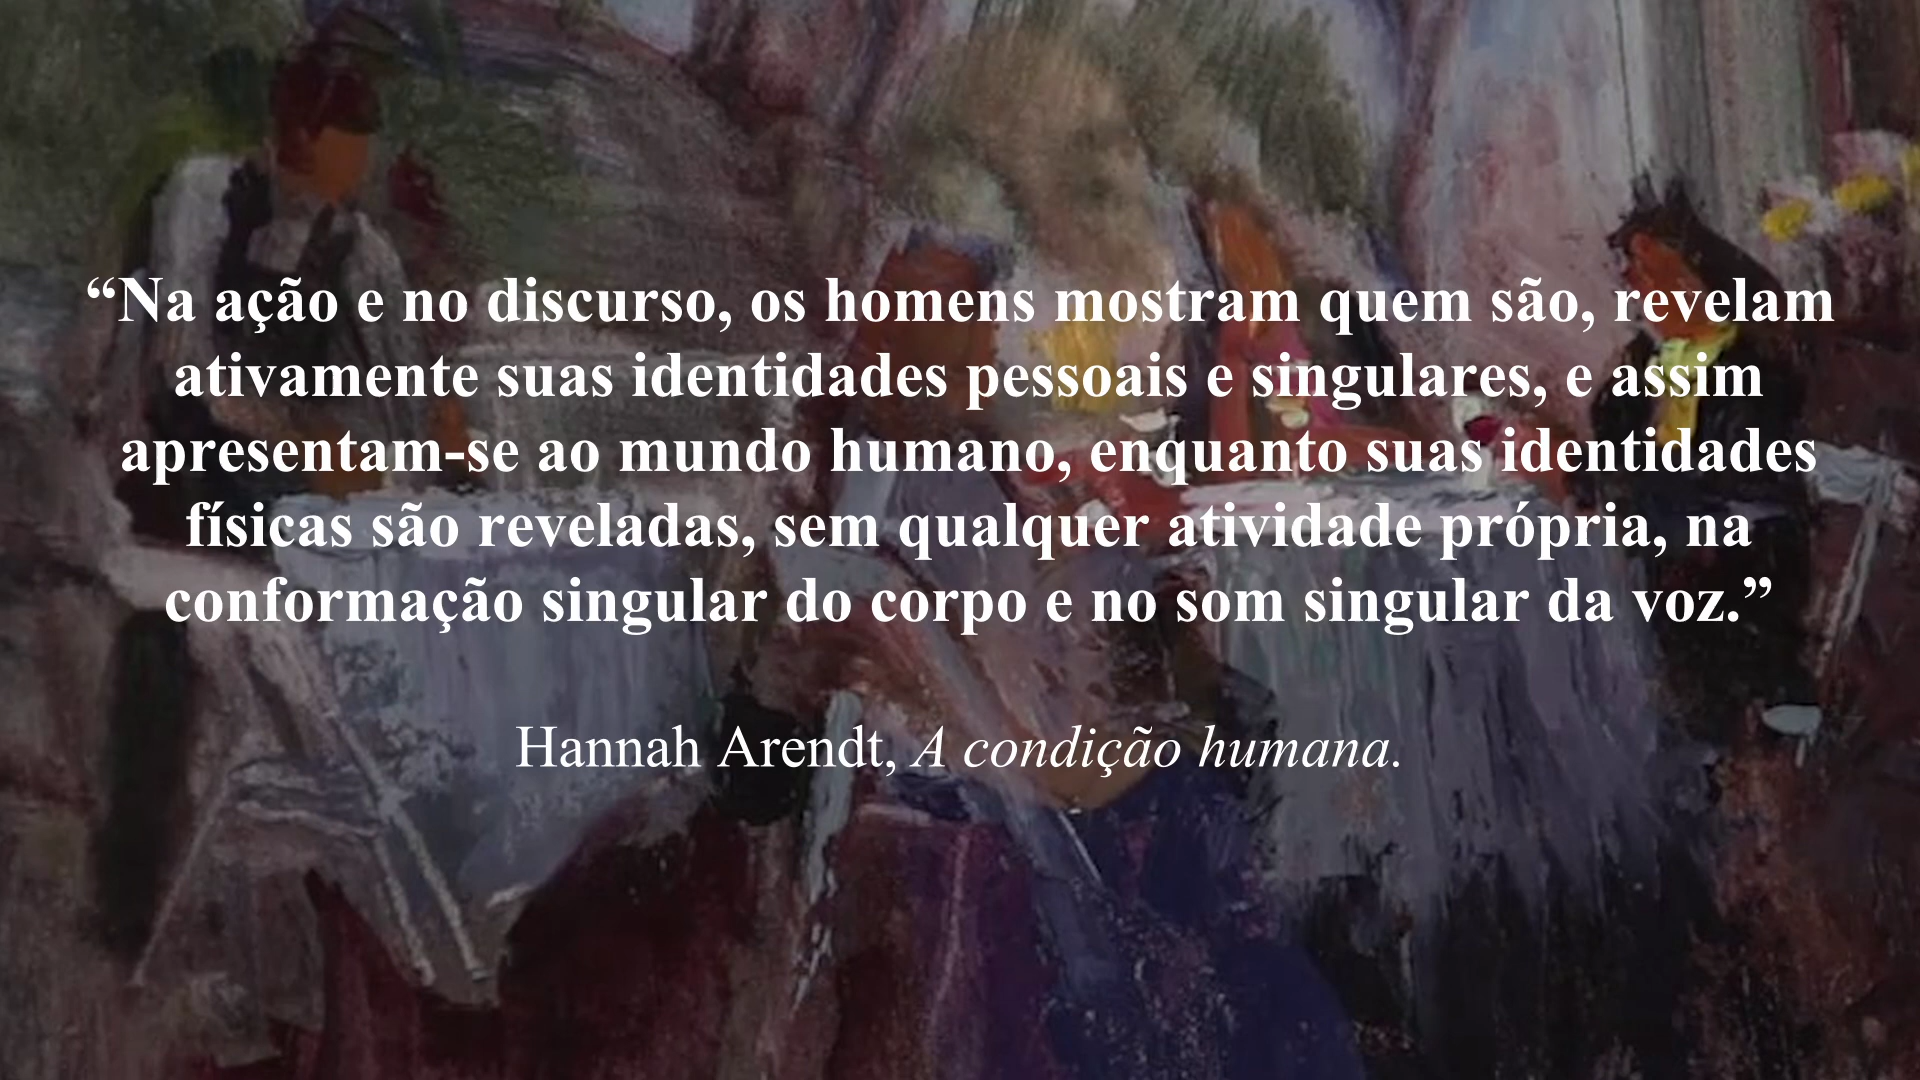 “Na ação e no discurso, os homens mostram quem são, revelam
ativamente suas identidades pessoais e singulares, e assim
apresentam-se ao mundo humano, enquanto suas identidades
físicas são reveladas, sem qualquer atividade própria, na
conformação singular do corpo e no som singular da voz.”
Hannah Arendt, A condição humana.